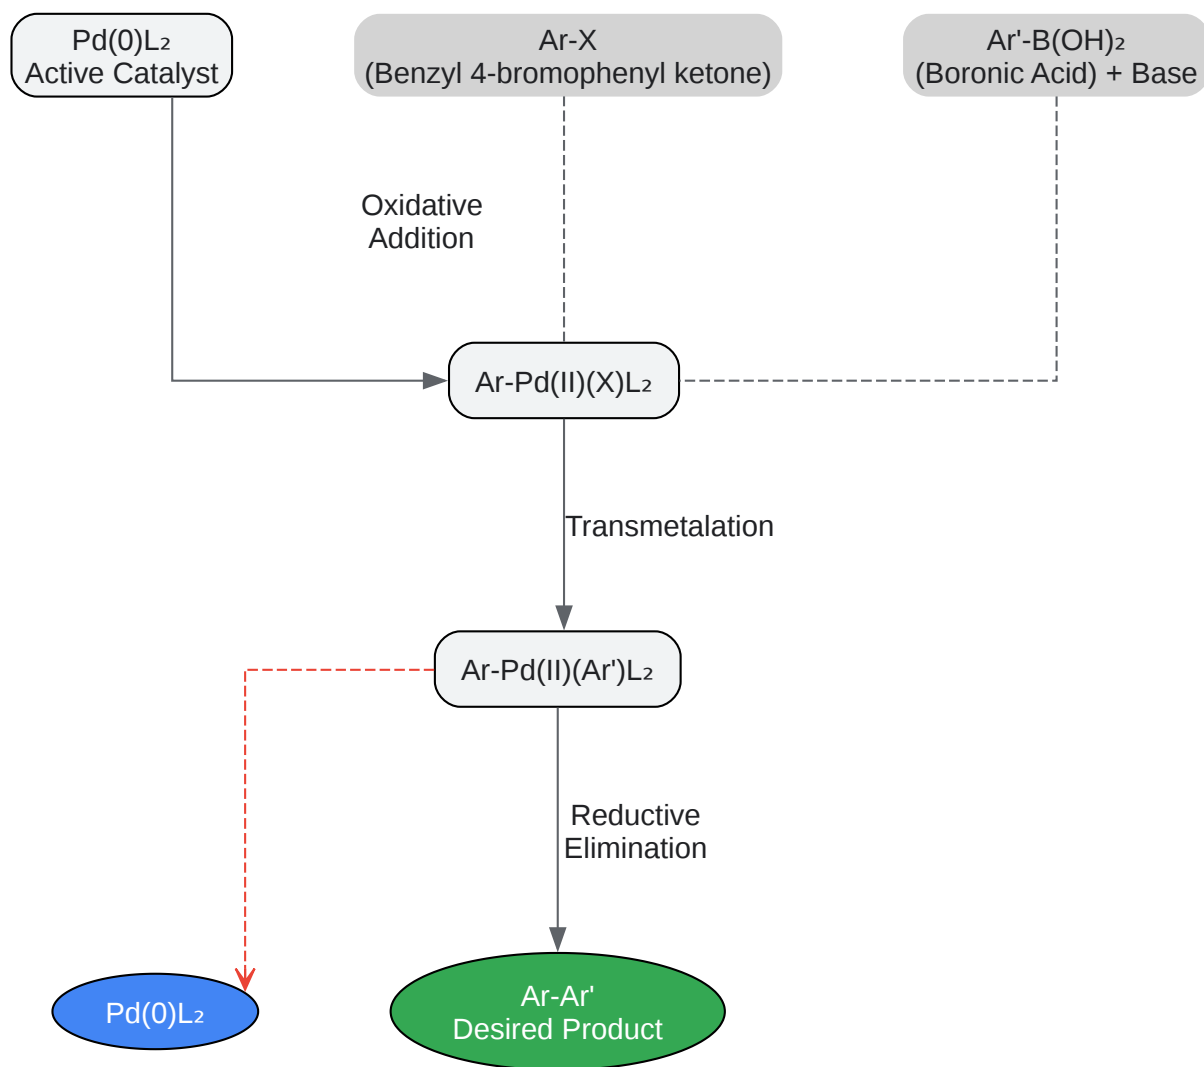 Pd(0)L₂
Active Catalyst
Ar-X
(Benzyl 4-bromophenyl ketone)
Ar'-B(OH)₂
(Boronic Acid) + Base
Oxidative
Addition
Ar-Pd(II)(X)L₂
Transmetalation
Ar-Pd(II)(Ar')L₂
Reductive
Elimination
Pd(0)L₂
Ar-Ar'
Desired Product